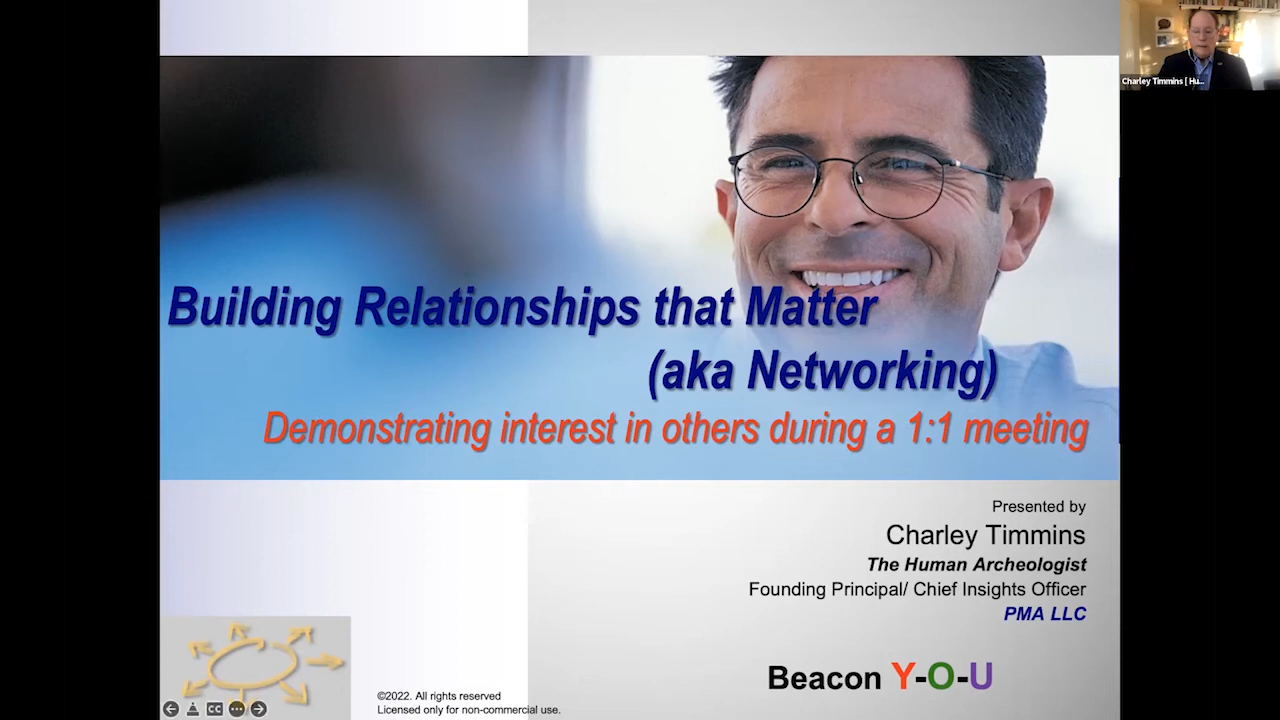 Charley Timmins [ Hu...
Building Relationships that Matter
(aka Networking)
Demonstrating interest in others during a 1:1 meeting
Presented by
Charley Timmins
The Human Archeologist
Founding Principal/ Chief Insights Officer
PMA LLC
Beacon Y-O-U
©2022. All rights reserved
Licensed only for non-commercial use.
CC